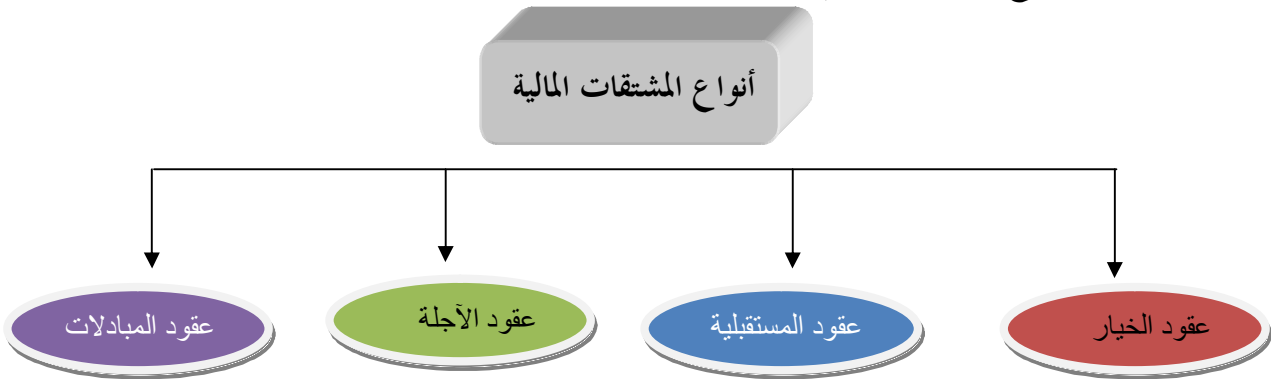 أنواع المشتقات المالية
عقود الخيار
عقود المستقبلية
عقود الآجلة
عقود المبادلات